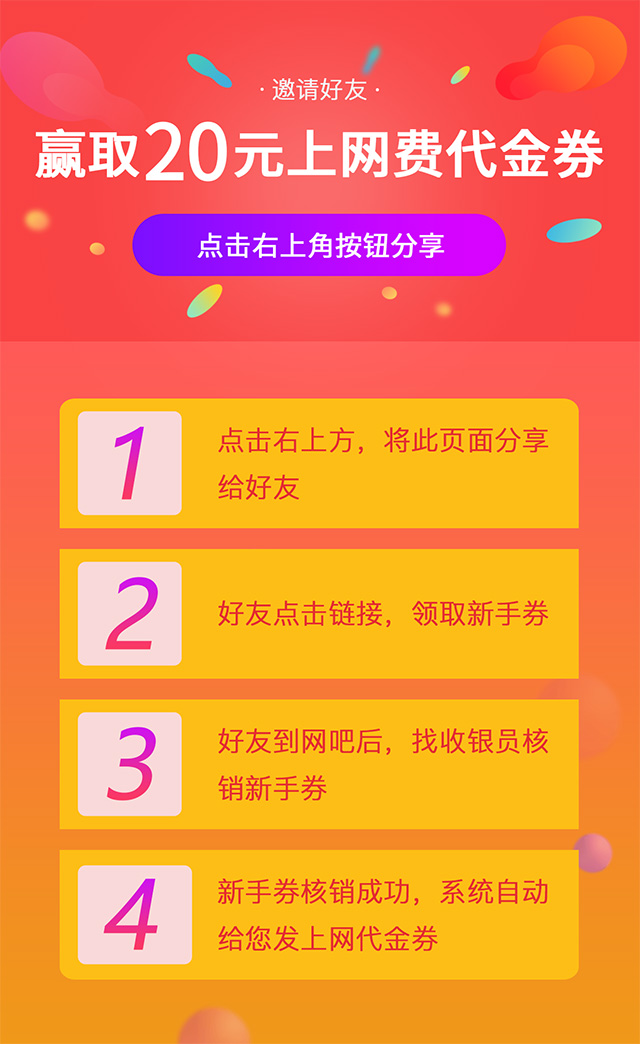 ·邀请好友·
赢取20元上网费代金券
点击右上角按钮分享
1
点击右上方，将此页面分享
给好友
2
好友点击链接，领取新手券
3
好友到网吧后，找收银员核
销新手券
4
新手券核销成功，系统自动
给您发上网代金券